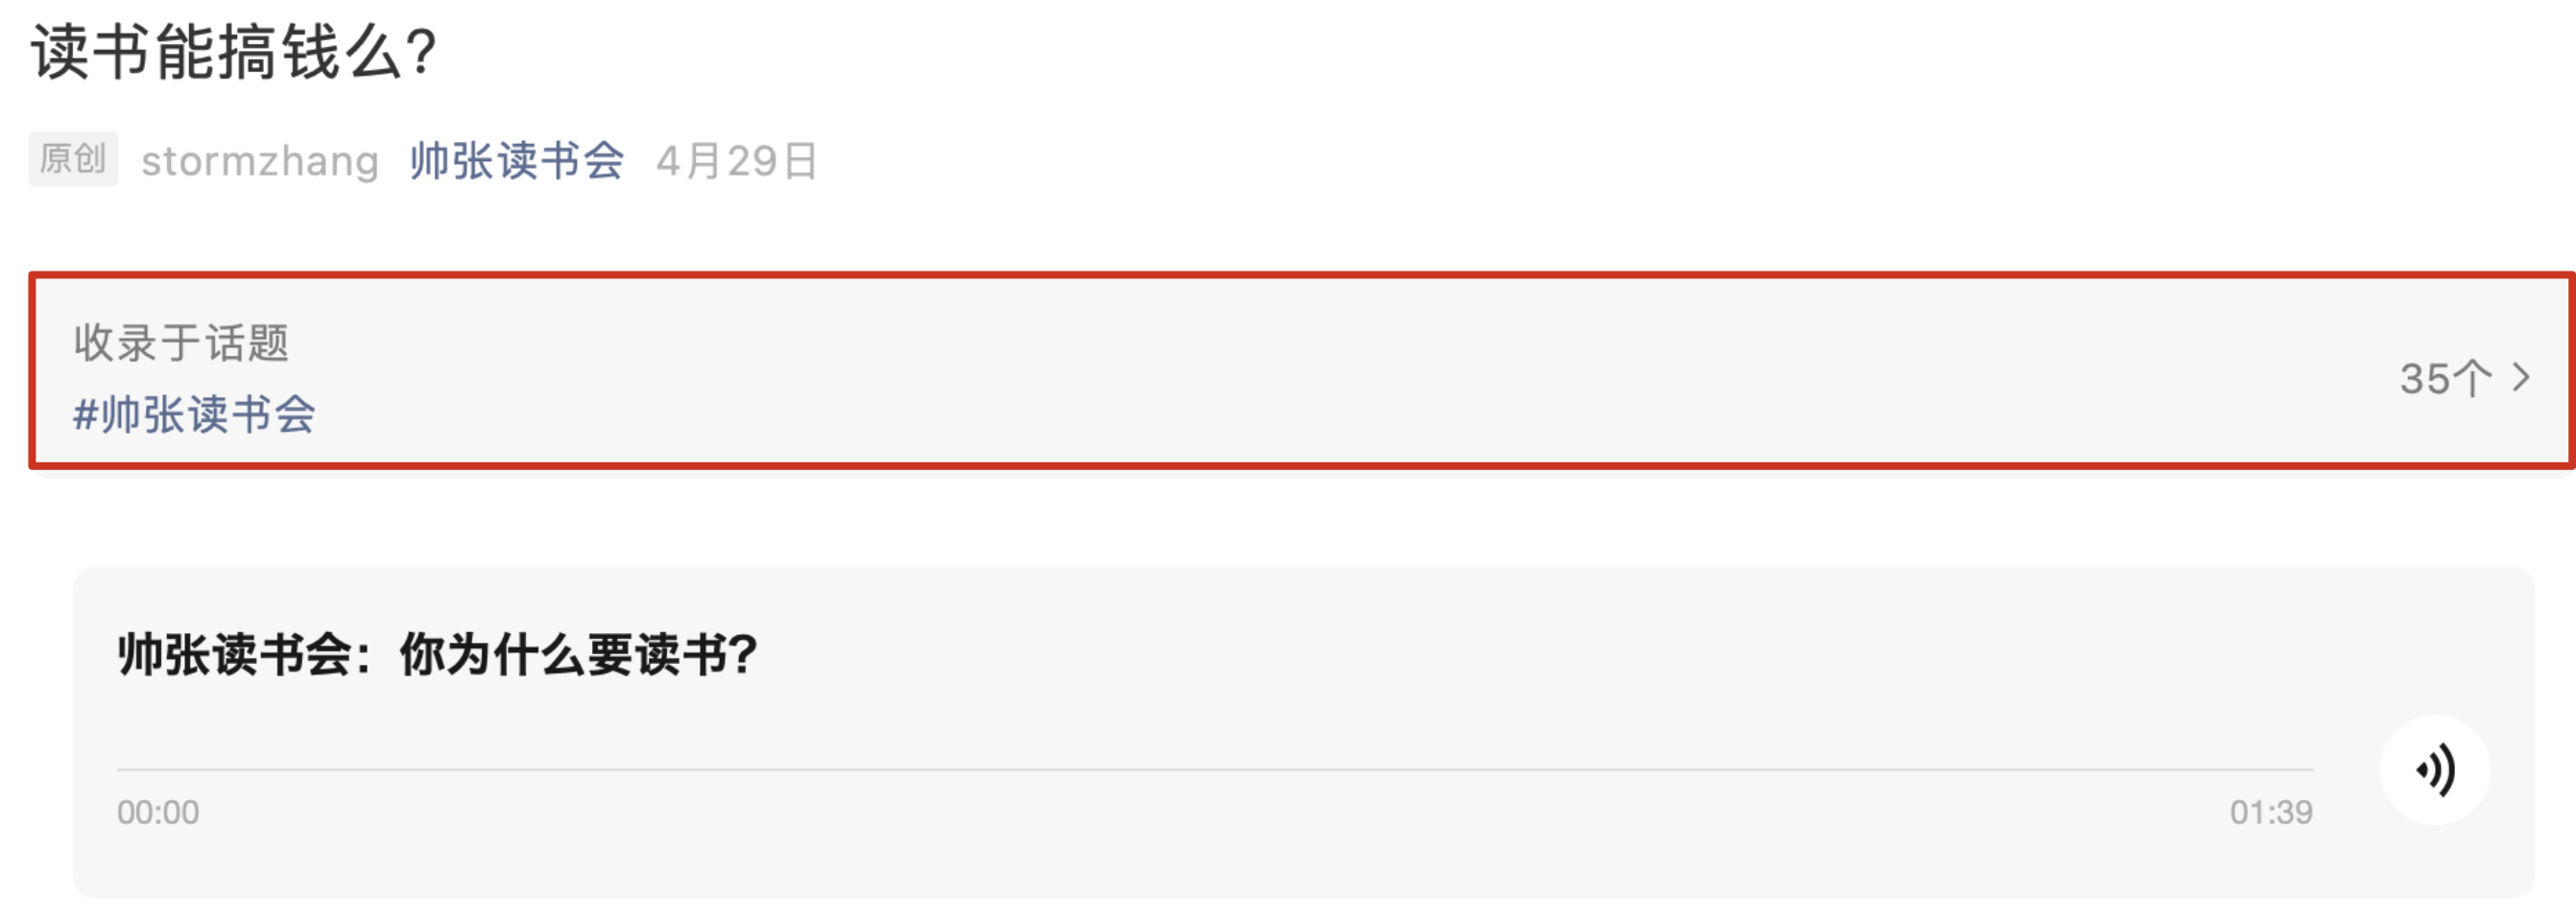 读书能搞钱么？
原创 stormzhang 帅张读书会 4月29日
收录于话题
#帅张读书会
35个
帅张读书会：你为什么要读书？
00:00
01:39